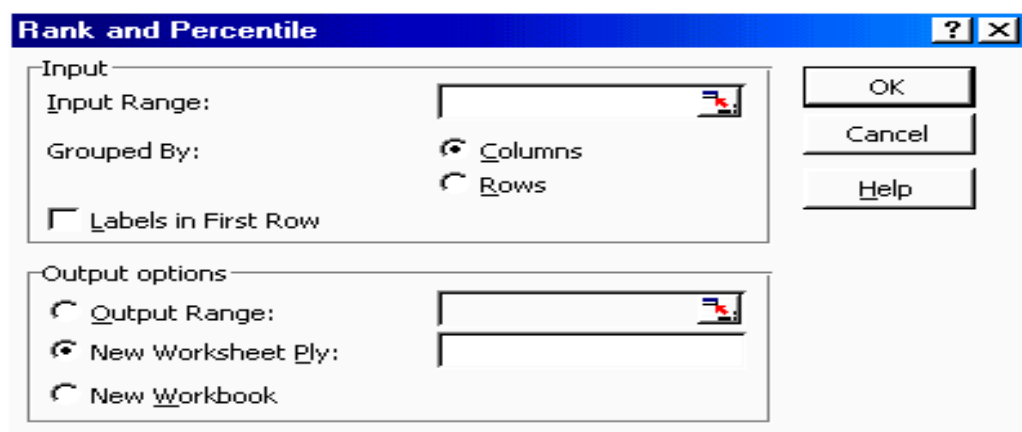 Rank and Percentile
Input
Input Range:
Grouped By:
Columns
Rows
Labels in First Row
OK
Cancel
Help
Output options
Output Range:
New Worksheet Ply:
New Workbook